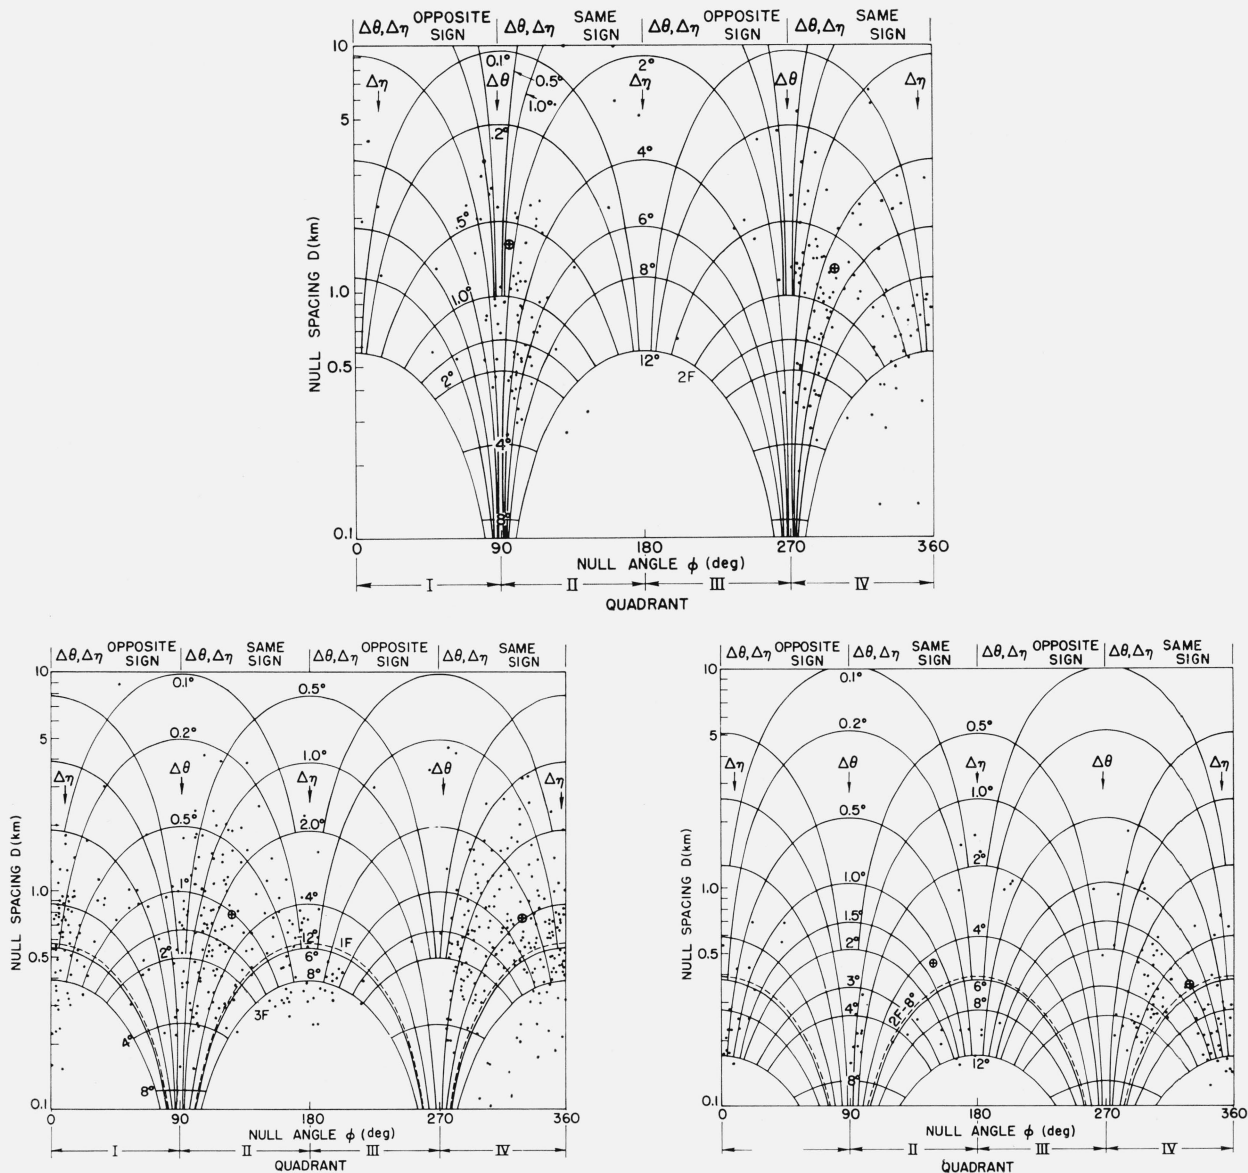 Δθ, Δη OPPOSITE SIGN Δθ, Δη SAME SIGN Δθ, Δη OPPOSITE SIGN Δθ, Δη SAME SIGN
10
0.1°
0.5°
2°
Δη
Δθ
1.0°
Δη
Δθ
Δη
5
.2°
4°
.5°
6°
8°
1.0
1.0°
0.5
12°
2°
2F
4°
8°
0.1
NULL SPACING D (km)
0 90 180 270 360
NULL ANGLE ϕ (deg)
I II III IV
QUADRANT
Δθ, Δη OPPOSITE SIGN Δθ, Δη SAME SIGN Δθ, Δη OPPOSITE SIGN Δθ, Δη SAME SIGN
10
0.1°
0.5°
5
0.2°
1.0°
Δη
Δθ
Δη
Δθ
Δη
0.5°
2.0°
1.0
1°
4°
12°
1F
2°
6°
0.5
8°
3F
4°
8°
0.1
NULL SPACING D (km)
0 90 180 270 360
NULL ANGLE ϕ (deg)
I II III IV
QUADRANT
Δθ, Δη OPPOSITE SIGN Δθ, Δη SAME SIGN Δθ, Δη OPPOSITE SIGN Δθ, Δη SAME SIGN
10
0.1°
5
0.2°
0.5°
Δη
Δθ
Δη
Δθ
Δη
0.5°
1.0°
2°
1.0
1.0°
1.5°
4°
2°
0.5
3°
6°
4°
2F-8°
8°
12°
8°
0.1
NULL SPACING D (km)
0 90 180 270 360
NULL ANGLE ϕ (deg)
II III IV
QUADRANT